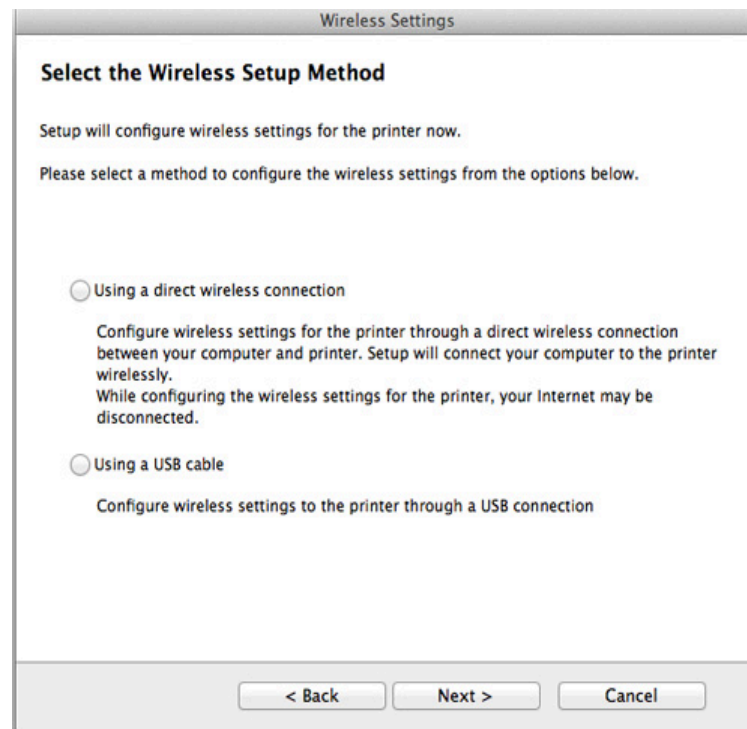 Wireless Settings
Select the Wireless Setup Method
Setup will configure wireless settings for the printer now.
Please select a method to configure the wireless settings from the options below.
Using a direct wireless connection
Configure wireless settings for the printer through a direct wireless connection
between your computer and printer. Setup will connect your computer to the printer
wirelessly.
While configuring the wireless settings for the printer, your Internet may be
disconnected.
Using a USB cable
Configure wireless settings to the printer through a USB connection
< Back Next > Cancel